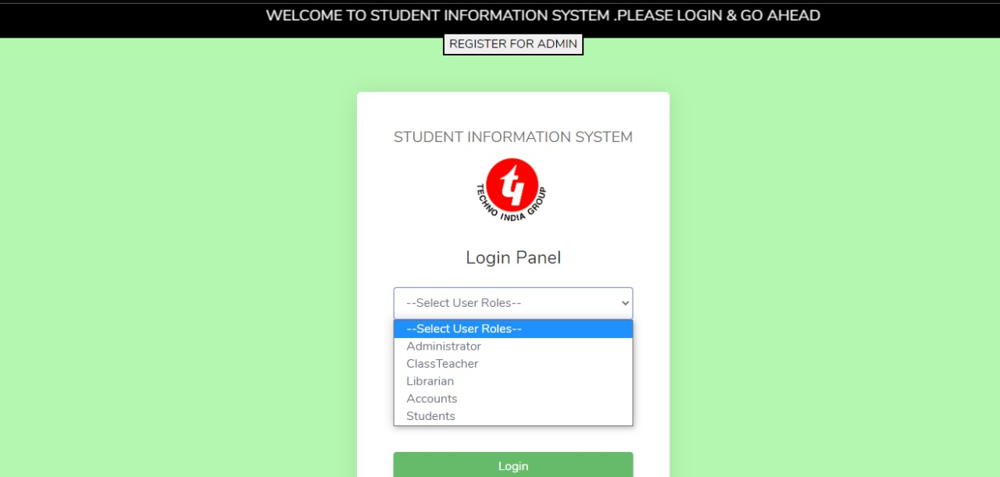 WELCOME TO STUDENT INFORMATION SYSTEM .PLEASE LOGIN & GO AHEAD
REGISTER FOR ADMIN
STUDENT INFORMATION SYSTEM
TECHNO INDIA GROUP
Login Panel
--Select User Roles--
--Select User Roles--
Administrator
ClassTeacher
Librarian
Accounts
Students
Login